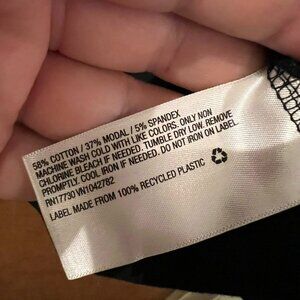 58% COTTON / 37% MODAL / 5% SPANDEX
MACHINE WASH COLD WITH LIKE COLORS. ONLY NON
CHLORINE BLEACH IF NEEDED. TUMBLE DRY LOW. REMOVE
PROMPTLY. COOL IRON IF NEEDED. DO NOT IRON ON LABEL.
RN17730 VN1042782
LABEL MADE FROM 100% RECYCLED PLASTIC